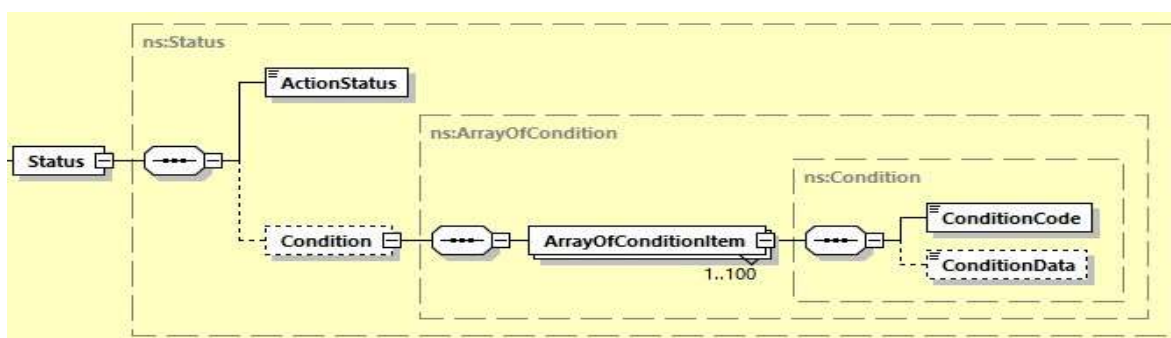 ns:Status
ActionStatus
ns:ArrayOfCondition
Status
ns:Condition
ConditionCode
Condition
ArrayOfConditionItem
ConditionData
1..100